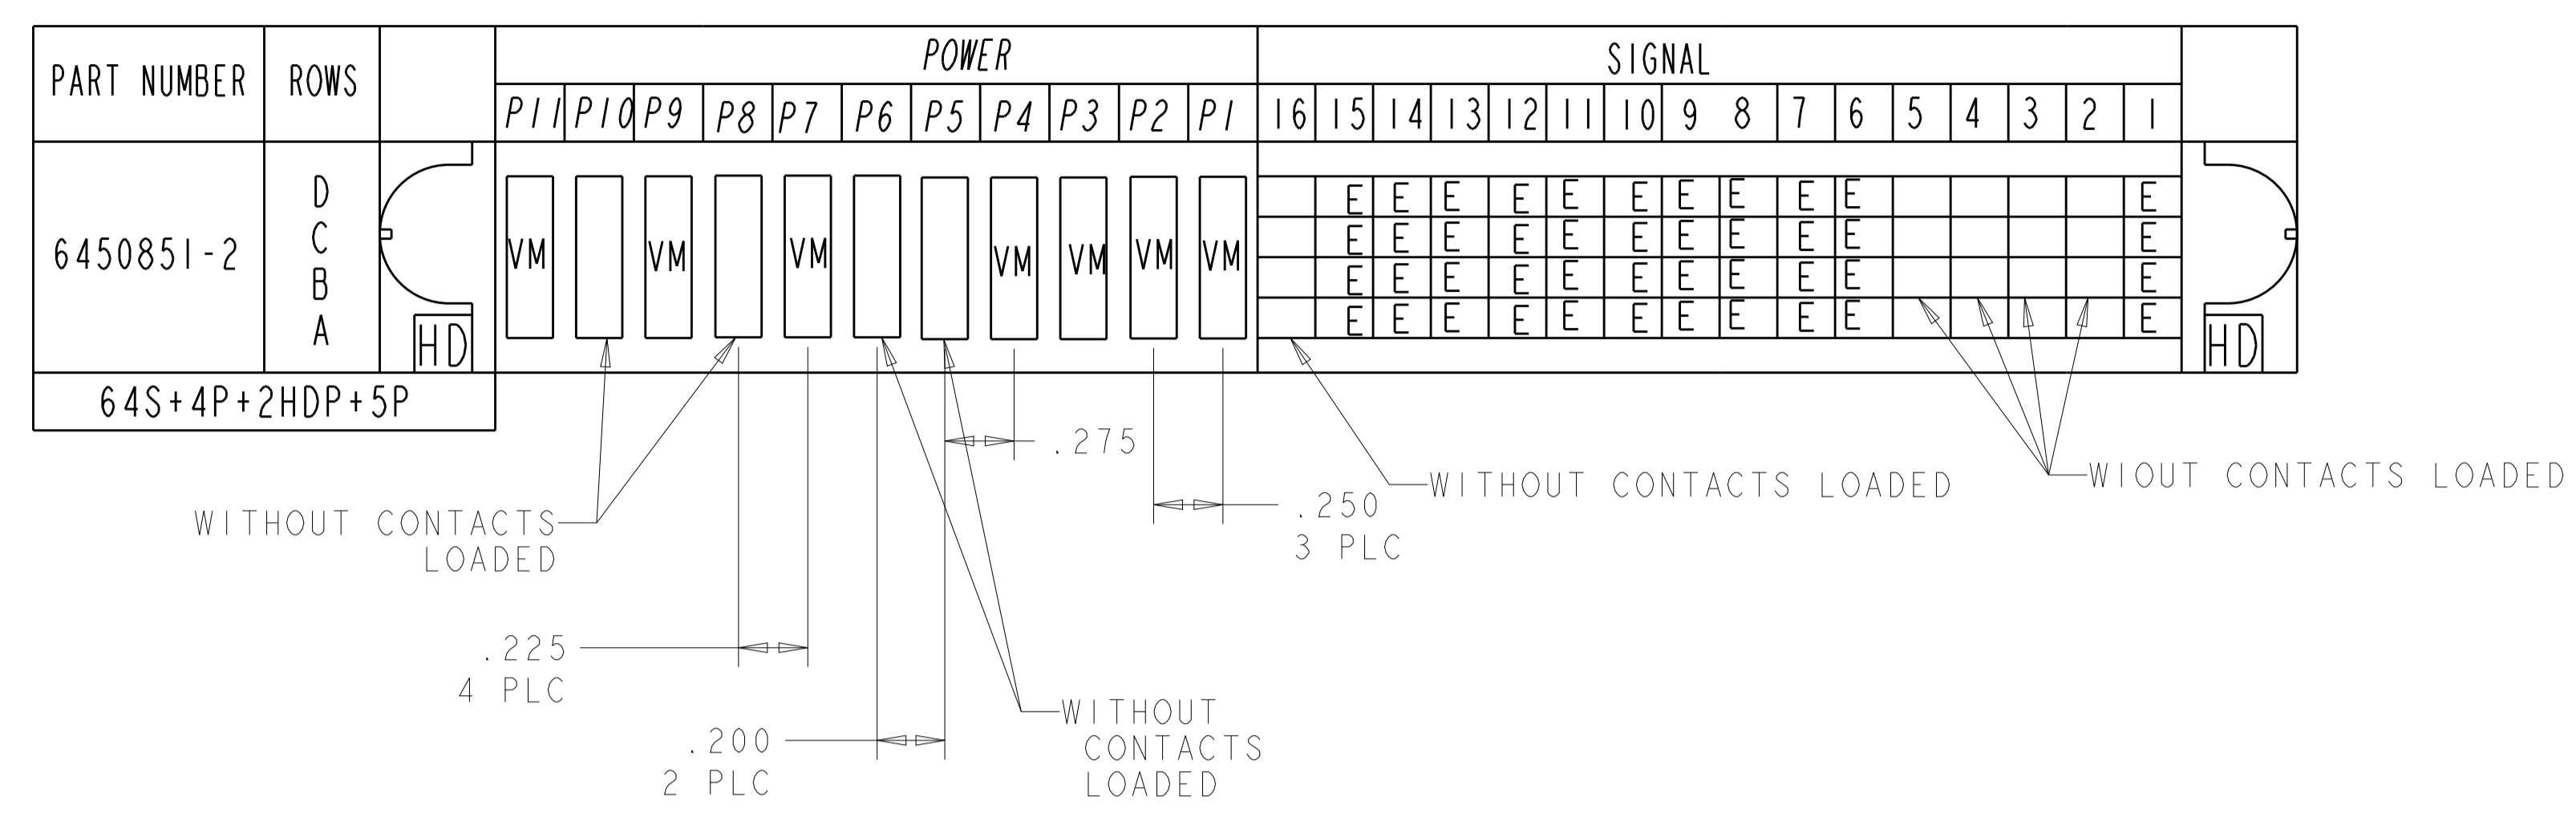 PART NUMBER ROWS POWER SIGNAL
P11 P10 P9 P8 P7 P6 P5 P4 P3 P2 P1 16 15 14 13 12 11 10 9 8 7 6 5 4 3 2 1
D E E E E E E E E E E E
C E E E E E E E E E E E
6450851-2 VM VM VM VM VM VM VM
B E E E E E E E E E E E
A E E E E E E E E E E E
HD HD
64S+4P+2HDP+5P
.275
WITHOUT CONTACTS LOADED
WIOUT CONTACTS LOADED
.250
3 PLC
WITHOUT CONTACTS
LOADED
.225
4 PLC
WITHOUT
CONTACTS
LOADED
.200
2 PLC